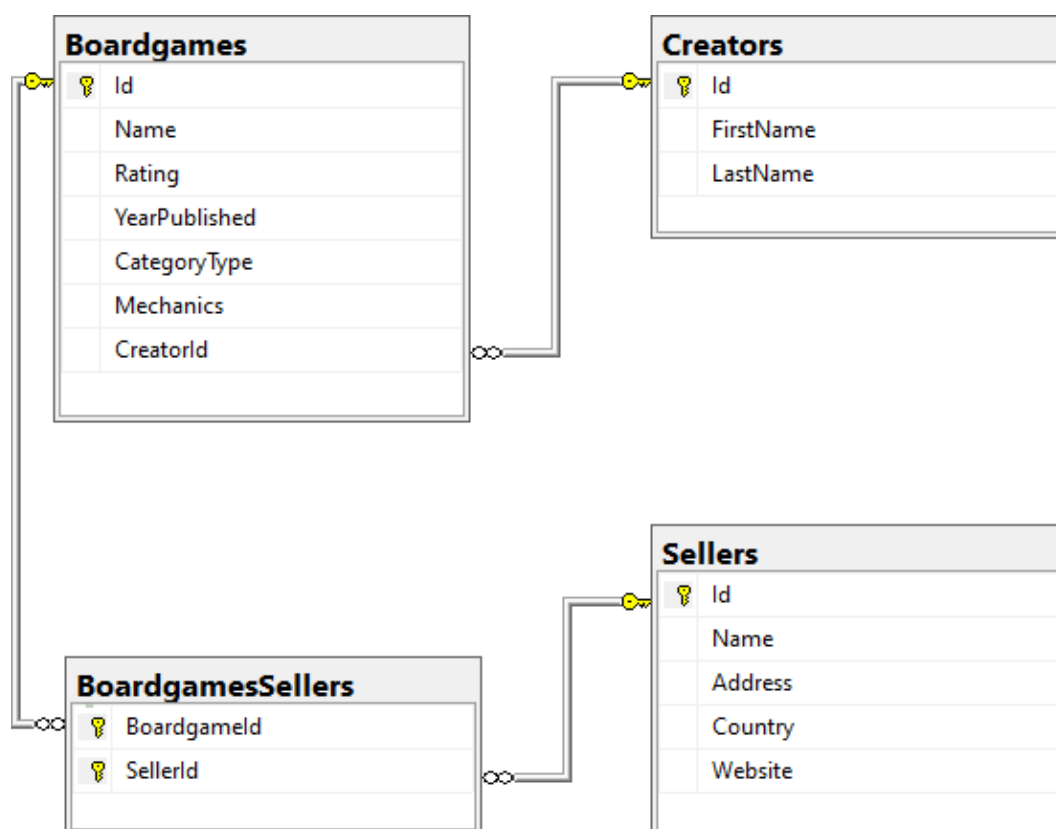 Boardgames
Id
Name
Rating
YearPublished
CategoryType
Mechanics
CreatorId
Creators
Id
FirstName
LastName
BoardgamesSellers
BoardgameId
SellerId
Sellers
Id
Name
Address
Country
Website